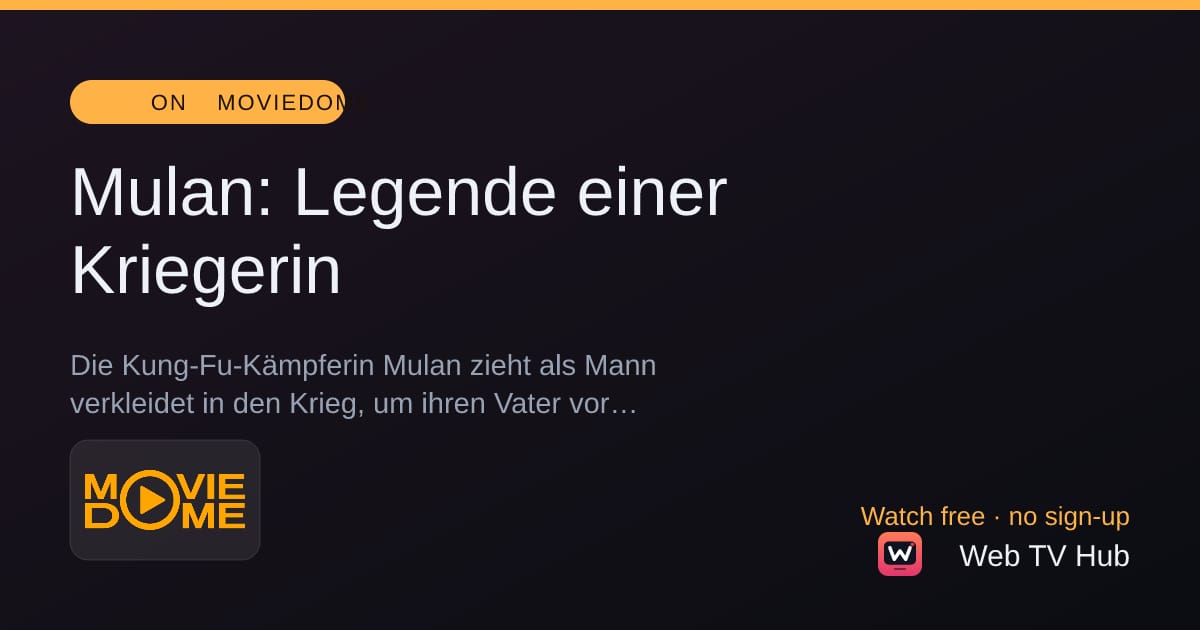 ON MOVIEDOM
Mulan: Legende einer
Kriegerin
Die Kung-Fu-Kämpferin Mulan zieht als Mann
verkleidet in den Krieg, um ihren Vater vor…
MOVIE
DOME
Watch free · no sign-up
W
Web TV Hub